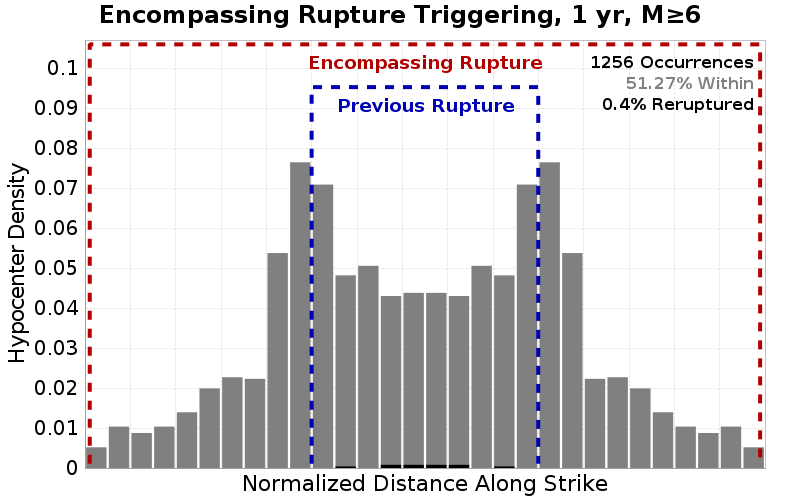 Encompassing Rupture Triggering, 1 yr, M≥6
Encompassing Rupture
1256 Occurrences
51.27% Within
Previous Rupture
0.4% Reruptured
0.1
0.09
0.08
0.07
0.06
0.05
0.04
0.03
0.02
0.01
0
Hypocenter Density
Normalized Distance Along Strike